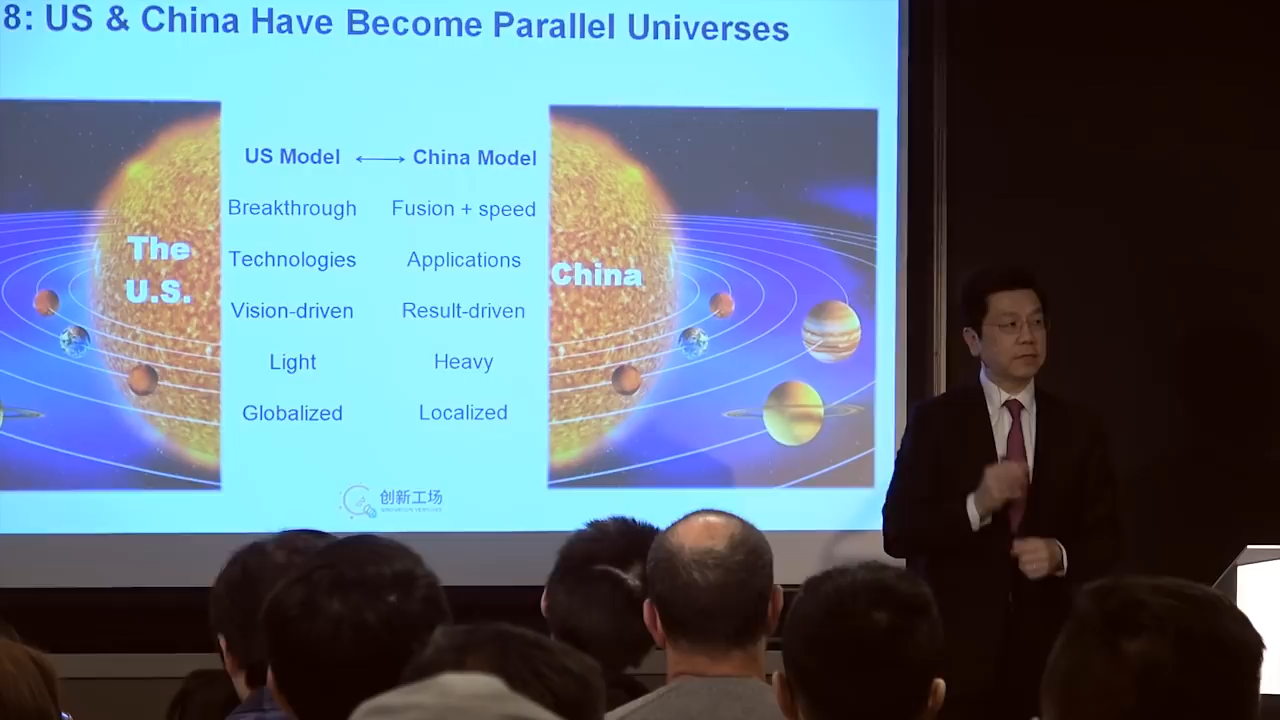 8: US & China Have Become Parallel Universes
US Model ⟷ China Model
Breakthrough Fusion + speed
The
U.S.
Technologies Applications
China
Vision-driven Result-driven
Light Heavy
Globalized Localized
创新工场